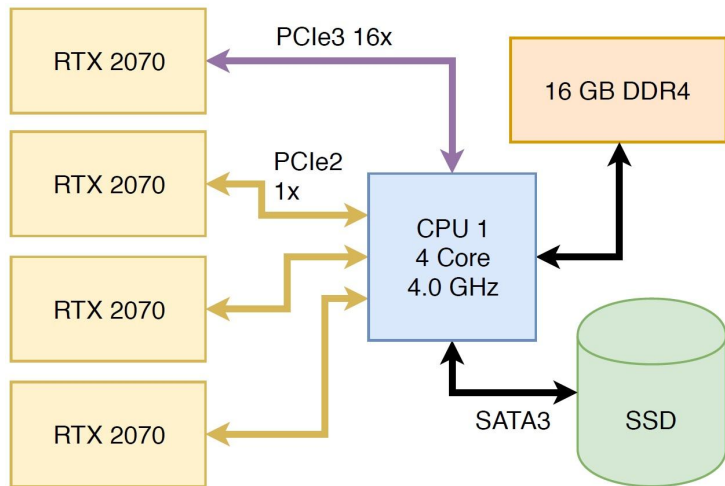 RTX 2070
PCIe3 16x
16 GB DDR4
RTX 2070
PCIe2
1x
CPU 1
4 Core
4.0 GHz
RTX 2070
RTX 2070
SATA3
SSD